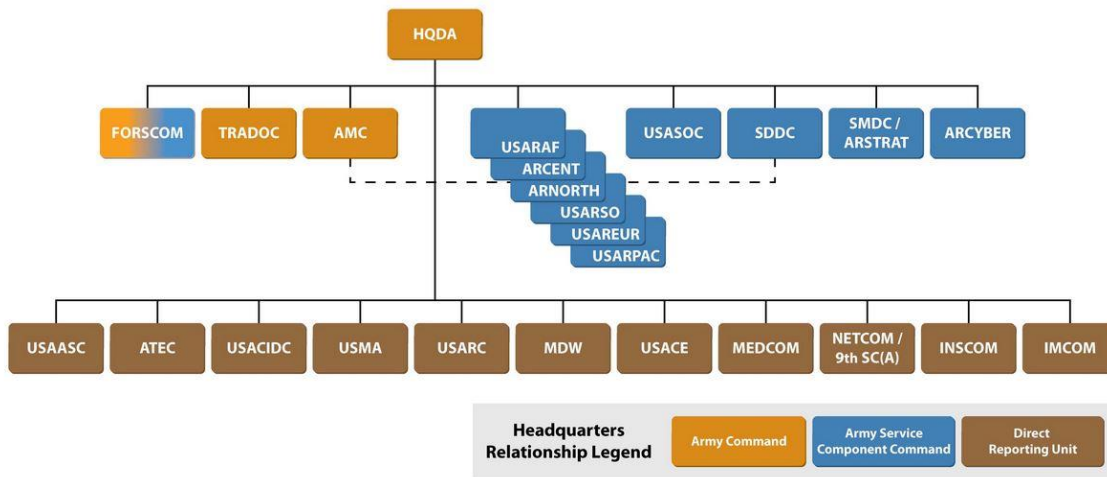 HQDA
FORSCOM
TRADOC
AMC
USARAF
ARCENT
ARNORTH
USARSO
USAREUR
USARPAC
USASOC
SDDC
SMDC /
ARSTRAT
ARCYBER
USAASC
ATEC
USACIDC
USMA
USARC
MDW
USACE
MEDCOM
NETCOM /
9th SC(A)
INSCOM
IMCOM
Headquarters
Relationship Legend
Army Command
Army Service
Component Command
Direct
Reporting Unit